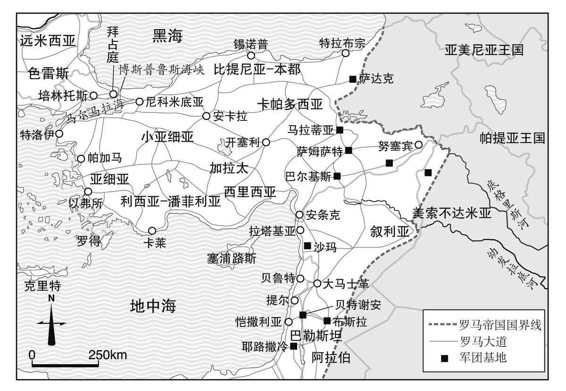 远米西亚
拜占庭
黑海
锡诺普
特拉布宗
亚美尼亚王国
色雷斯
博斯普鲁斯海峡
比提尼亚-本都
萨达克
培林托斯
尼科米底亚
马尔马拉海
安卡拉
卡帕多西亚
特洛伊
小亚细亚
开塞利
马拉蒂亚
萨姆萨特
努塞宾
帕提亚王国
帕加马
加拉太
巴尔基斯
亚细亚
西里西亚
以弗所
利西亚-潘菲利亚
安条克
美索不达米亚
底格里斯河
罗得
卡莱
拉塔基亚
沙玛
叙利亚
塞浦路斯
幼发拉底河
克里特
贝鲁特
大马士革
N
地中海
提尔
贝特谢安
恺撒利亚
布斯拉
巴勒斯坦
耶路撒冷
阿拉伯
0 250km
罗马帝国国界线
罗马大道
军团基地